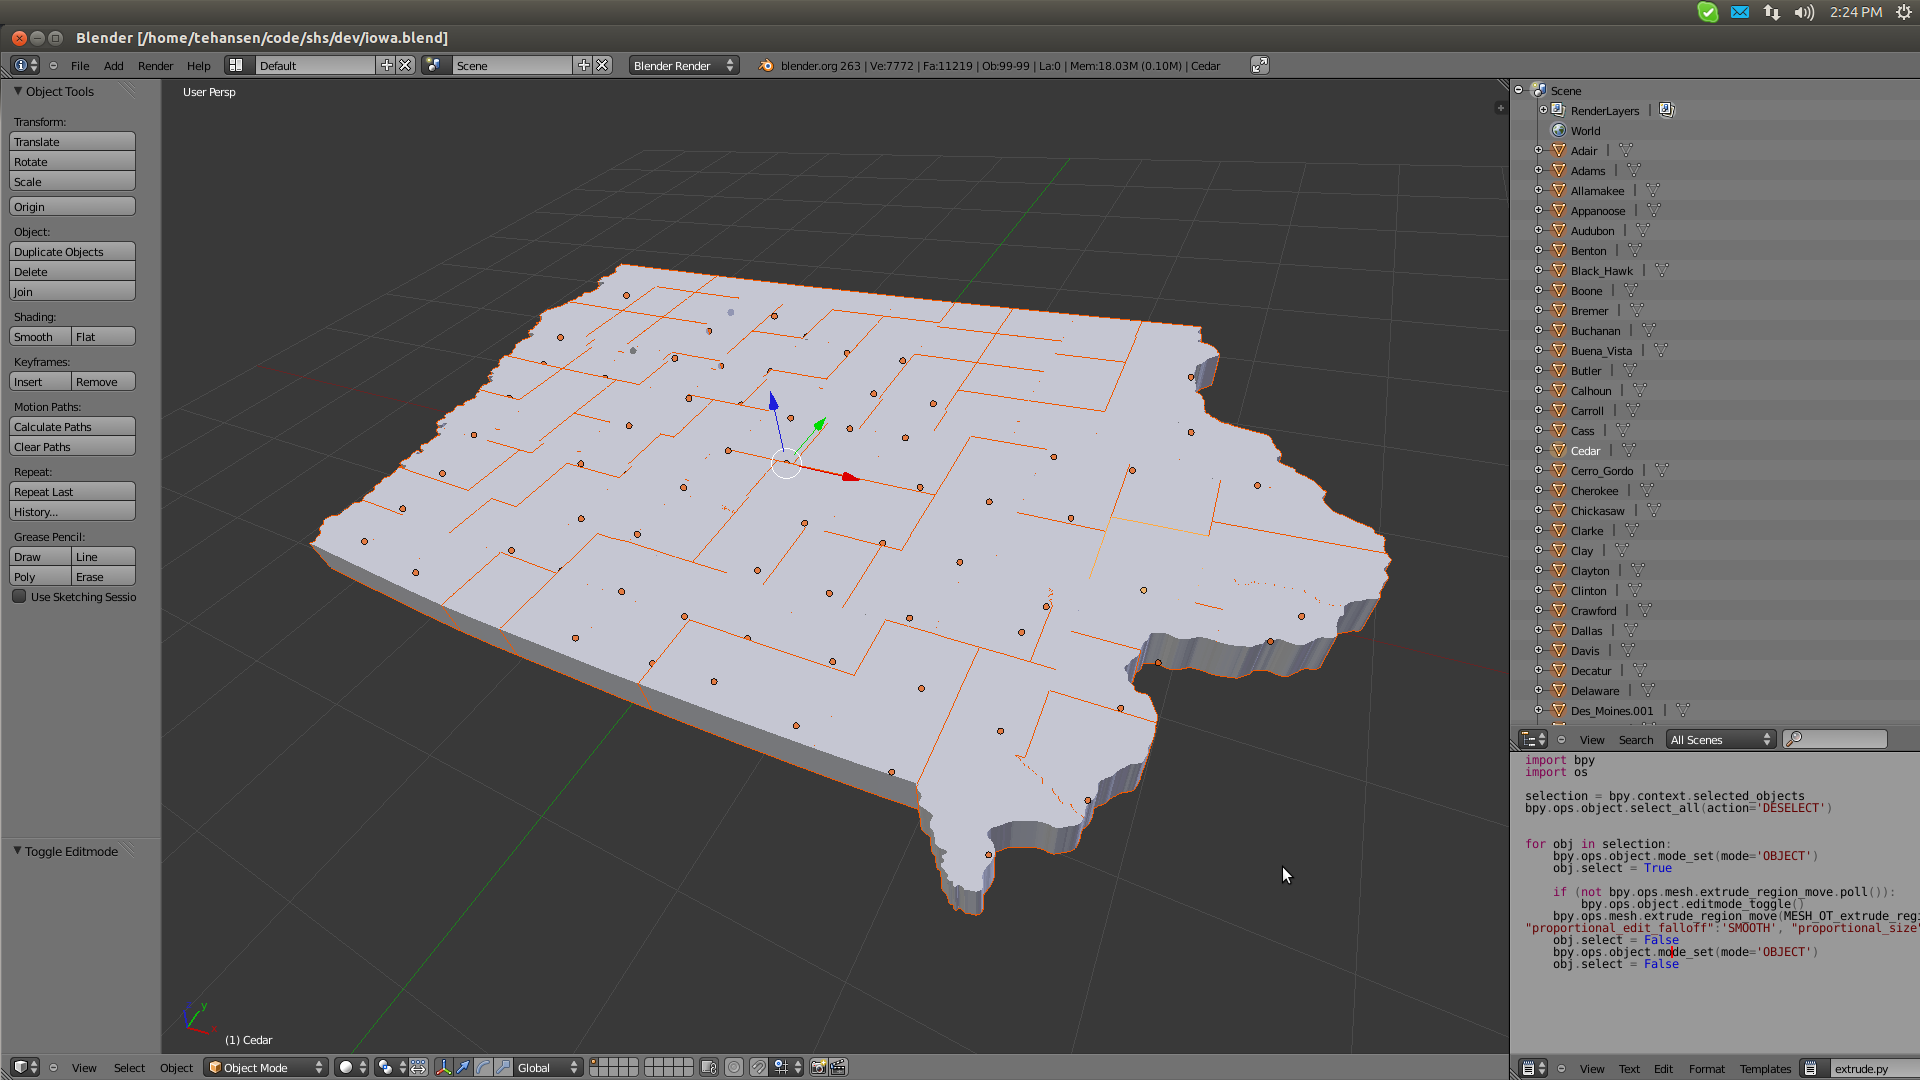 2:24 PM
Blender [/home/tehansen/code/shs/dev/iowa.blend]
File Add Render Help Default Scene Blender Render blender.org 263 | Ve:7772 | Fa:11219 | Ob:99-99 | La:0 | Mem:18.03M (0.10M) | Cedar
Object Tools
Transform:
Translate
Rotate
Scale
Origin
Object:
Duplicate Objects
Delete
Join
Shading:
Smooth Flat
Keyframes:
Insert Remove
Motion Paths:
Calculate Paths
Clear Paths
Repeat:
Repeat Last
History...
Grease Pencil:
Draw Line
Poly Erase
Use Sketching Sessio
Toggle Editmode
User Persp
(1) Cedar
View Select Object Object Mode Global
Scene
RenderLayers
World
Adair
Adams
Allamakee
Appanoose
Audubon
Benton
Black_Hawk
Boone
Bremer
Buchanan
Buena_Vista
Butler
Calhoun
Carroll
Cass
Cedar
Cerro_Gordo
Cherokee
Chickasaw
Clarke
Clay
Clayton
Clinton
Crawford
Dallas
Davis
Decatur
Delaware
Des_Moines.001
View Search All Scenes
import bpy
import os
selection = bpy.context.selected_objects
bpy.ops.object.select_all(action='DESELECT')
for obj in selection:
bpy.ops.object.mode_set(mode='OBJECT')
obj.select = True
if (not bpy.ops.mesh.extrude_region_move.poll()):
bpy.ops.object.editmode_toggle()
bpy.ops.mesh.extrude_region_move(MESH_OT_extrude_regi
"proportional_edit_falloff":'SMOOTH', "proportional_size"
obj.select = False
bpy.ops.object.mode_set(mode='OBJECT')
obj.select = False
View Text Edit Format Templates extrude.py
x
y